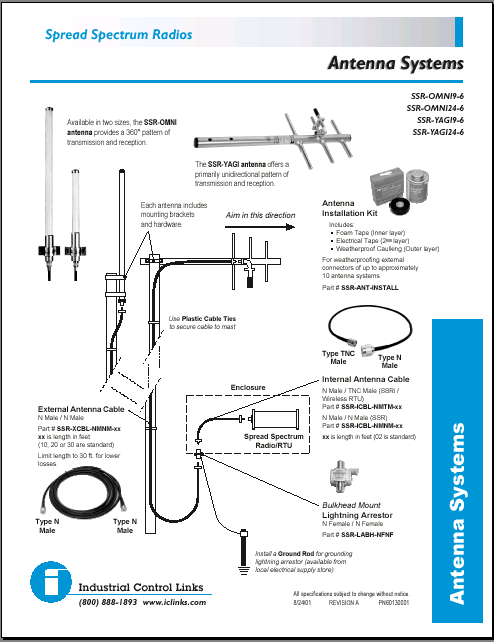 Spread Spectrum Radios
Antenna Systems
SSR-OMNI9-6
SSR-OMNI24-6
SSR-YAGI9-6
SSR-YAGI24-6
Available in two sizes, the SSR-OMNI
antenna provides a 360° pattern of
transmission and reception.
The SSR-YAGI antenna offers a
primarily unidirectional pattern of
transmission and reception.
Each antenna includes
mounting brackets
and hardware.
Aim in this direction
Antenna
Installation Kit
Includes:
• Foam Tape (Inner layer)
• Electrical Tape (2nd layer)
• Weatherproof Caulking (Outer layer)
For weatherproofing external
connectors of up to approximately
10 antenna systems
Part # SSR-ANT-INSTALL
Use Plastic Cable Ties
to secure cable to mast
Type TNC
Male
Type N
Male
Internal Antenna Cable
N Male / TNC Male (SSRi /
Wireless RTU)
Part # SSR-ICBL-NMTM-xx
N Male / N Male (SSR)
Part # SSR-ICBL-NMNM-xx
xx is length in feet (02 is standard)
Enclosure
Spread Spectrum
Radio/RTU
External Antenna Cable
N Male / N Male
Part # SSR-XCBL-NMNM-xx
xx is length in feet
(10, 20 or 30 are standard)
Limit length to 30 ft. for lower
losses.
Type N
Male
Type N
Male
Bulkhead Mount
Lightning Arrestor
N Female / N Female
Part # SSR-LABH-NFNF
Install a Ground Rod for grounding
lightning arrestor (available from
local electrical supply store)
Antenna Systems
i
Industrial Control Links
(800) 888-1893 www.iclinks.com
All specifications subject to change without notice.
8/24/01 REVISION A PN60130001